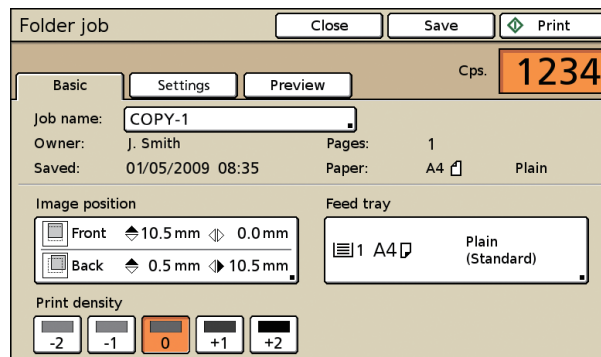 Folder job Close Save Print
Cps. 1234
Basic Settings Preview
Job name: COPY-1
Owner: J. Smith Pages: 1
Saved: 01/05/2009 08:35 Paper: A4 Plain
Image position Feed tray
Front 10.5 mm 0.0 mm
Back 0.5 mm 10.5 mm
1 A4 Plain
(Standard)
Print density
-2 -1 0 +1 +2